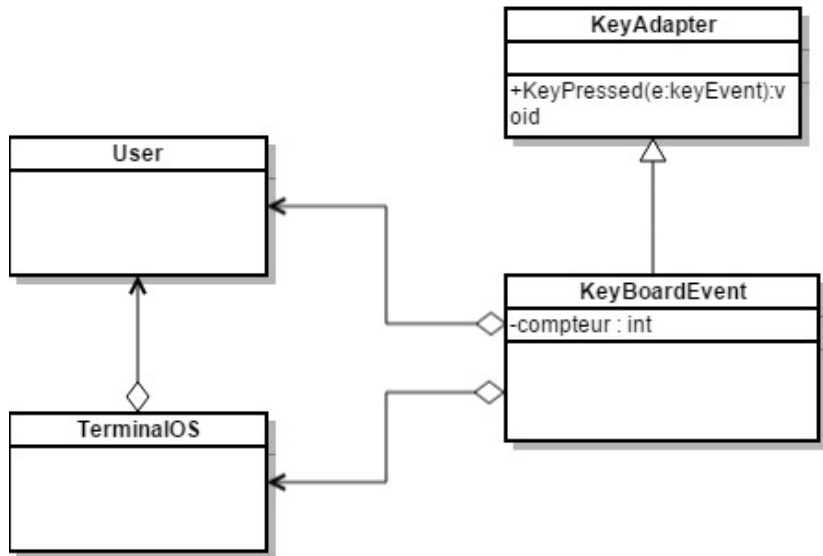 KeyAdapter
+KeyPressed(e:keyEvent):v
oid
User
KeyBoardEvent
-compteur : int
TerminalOS